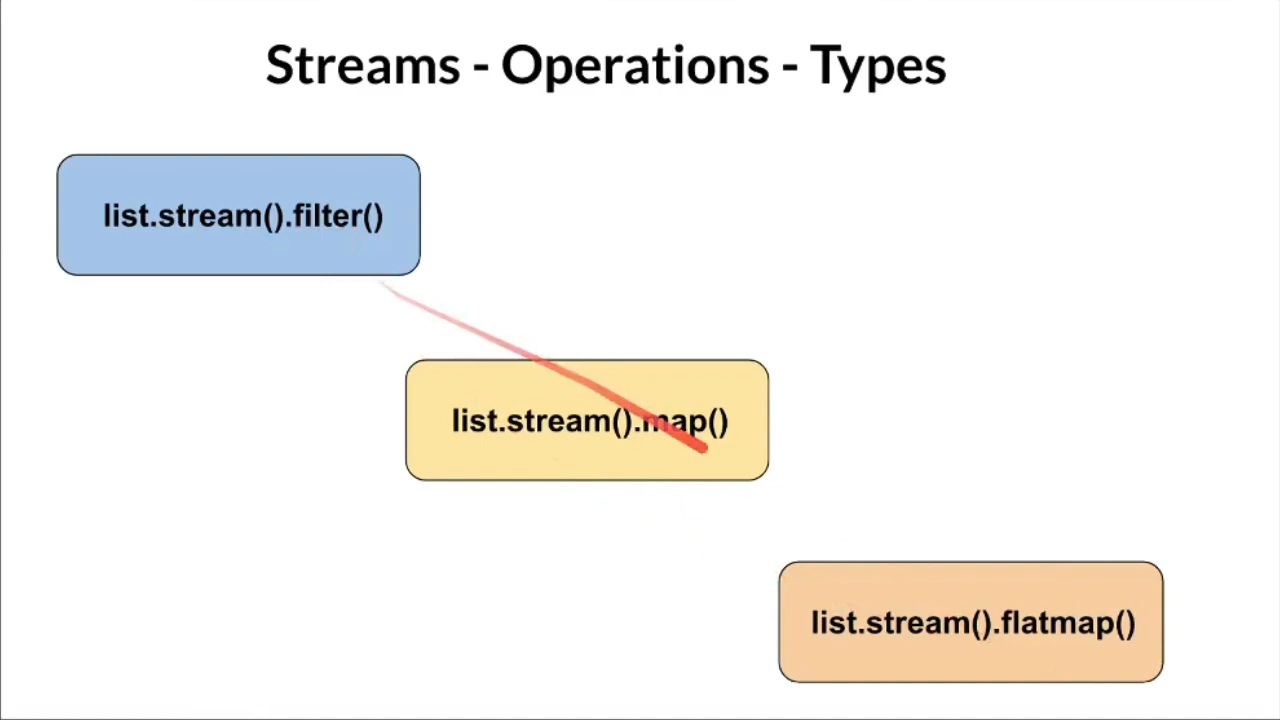 Streams - Operations - Types
list.stream().filter()
list.stream().map()
list.stream().flatmap()